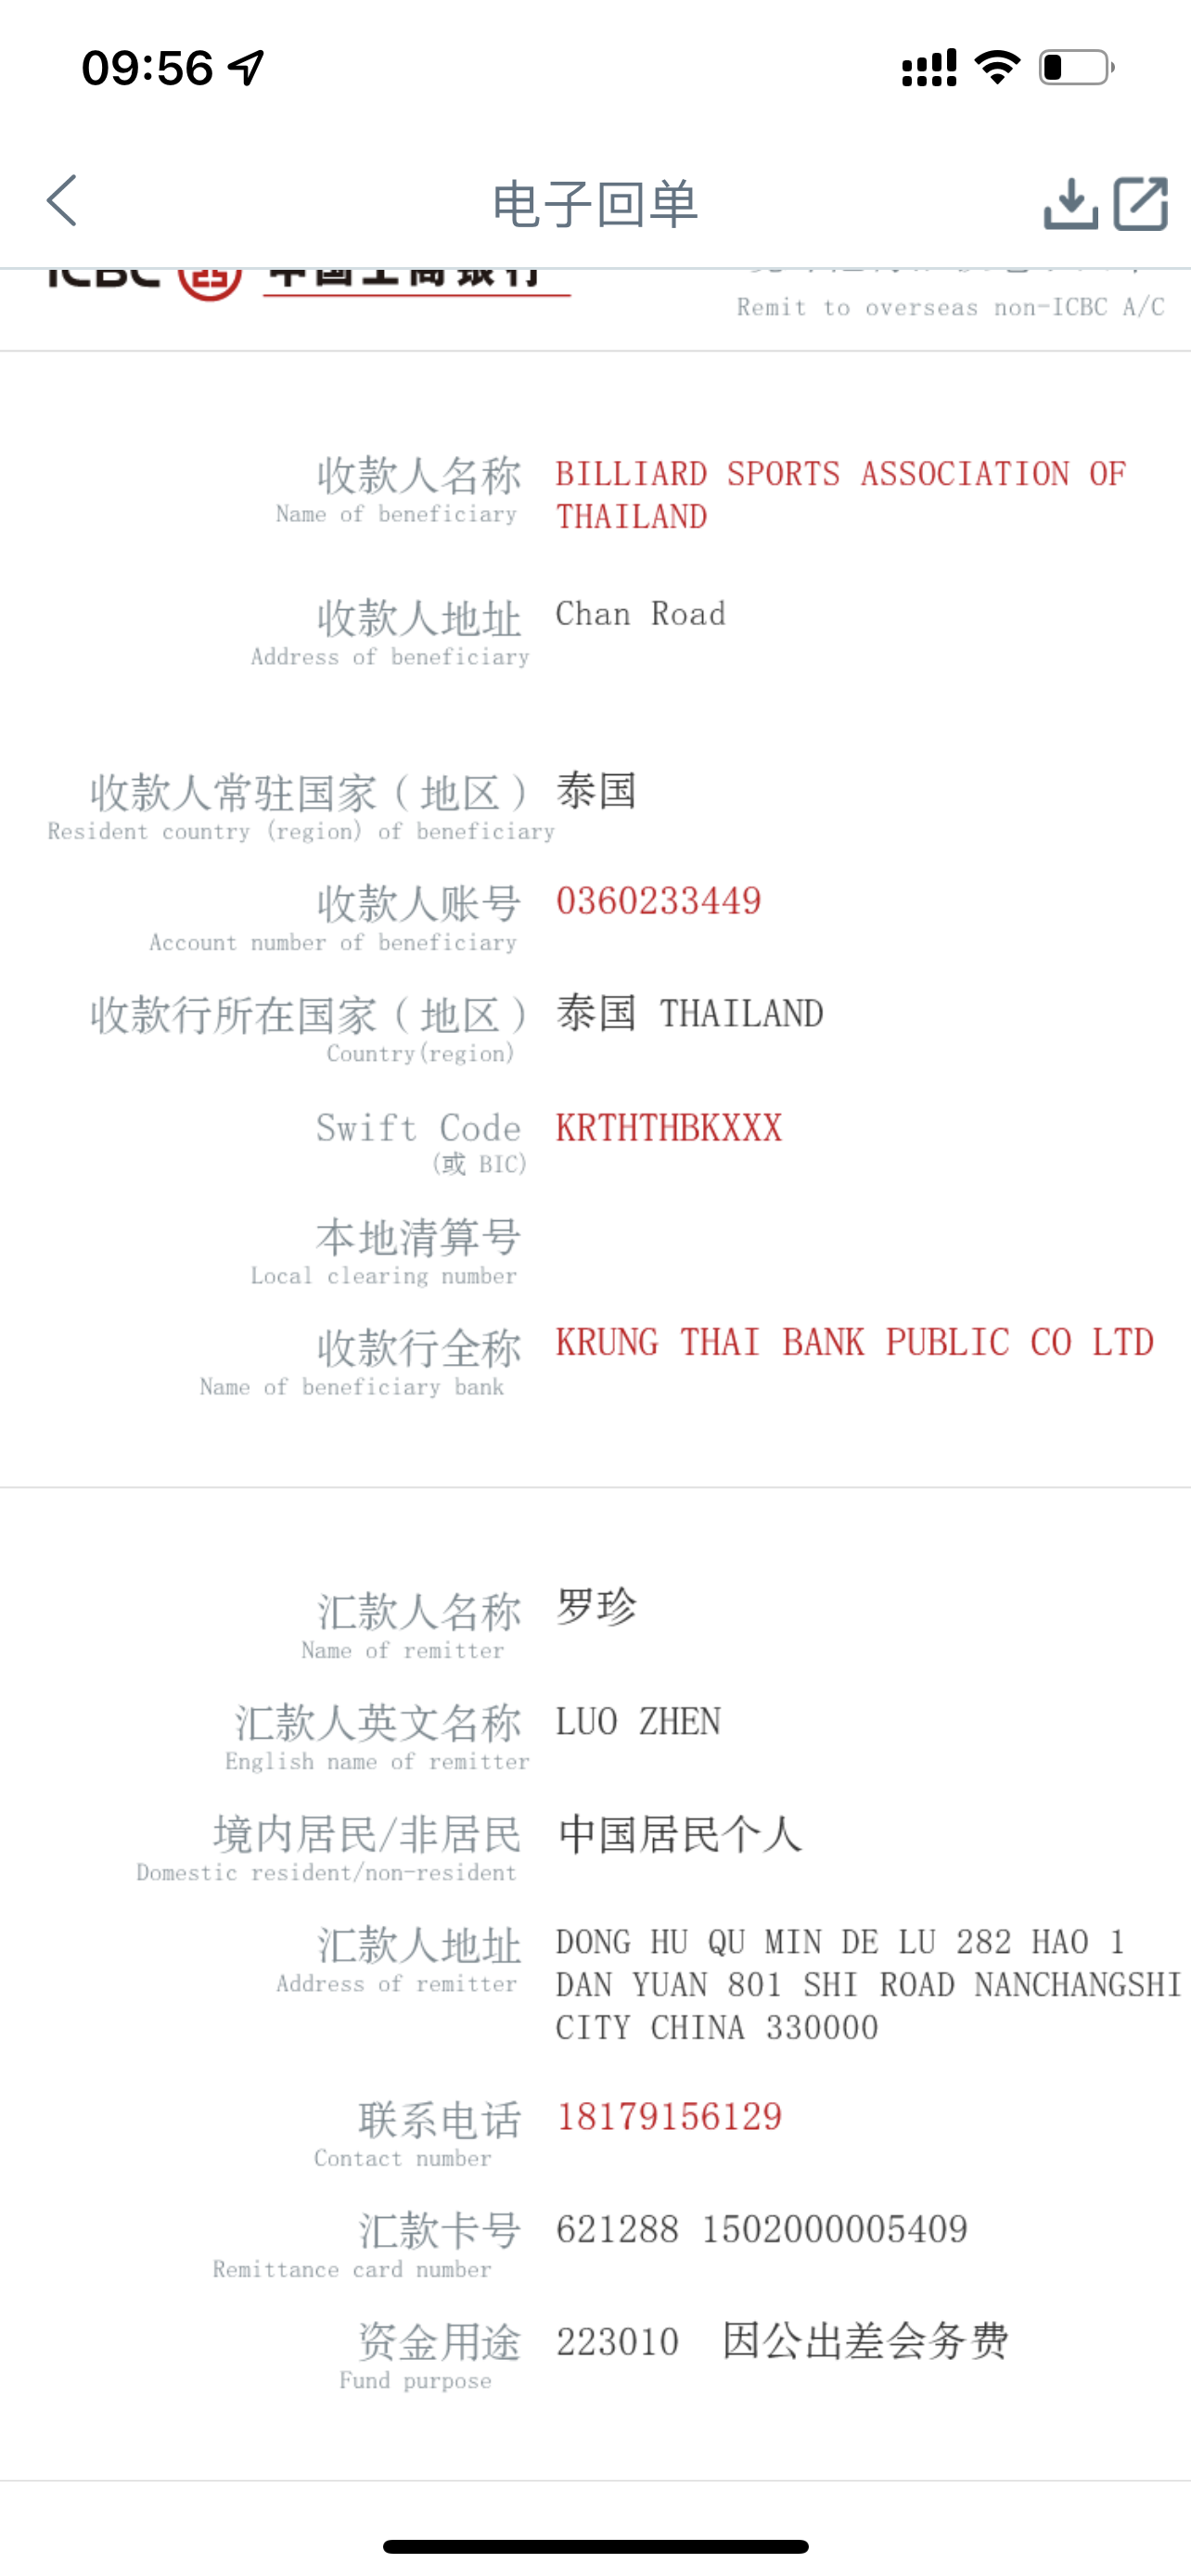 09:56
电子回单
ICBC 中国工商银行
Remit to overseas non-ICBC A/C
收款人名称 BILLIARD SPORTS ASSOCIATION OF
Name of beneficiary THAILAND
收款人地址 Chan Road
Address of beneficiary
收款人常驻国家（地区） 泰国
Resident country (region) of beneficiary
收款人账号 0360233449
Account number of beneficiary
收款行所在国家（地区） 泰国 THAILAND
Country(region)
Swift Code KRTHTHBKXXX
(或 BIC)
本地清算号
Local clearing number
收款行全称 KRUNG THAI BANK PUBLIC CO LTD
Name of beneficiary bank
汇款人名称 罗珍
Name of remitter
汇款人英文名称 LUO ZHEN
English name of remitter
境内居民/非居民 中国居民个人
Domestic resident/non-resident
汇款人地址 DONG HU QU MIN DE LU 282 HAO 1
Address of remitter DAN YUAN 801 SHI ROAD NANCHANGSHI
CITY CHINA 330000
联系电话 18179156129
Contact number
汇款卡号 621288 1502000005409
Remittance card number
资金用途 223010 因公出差会务费
Fund purpose